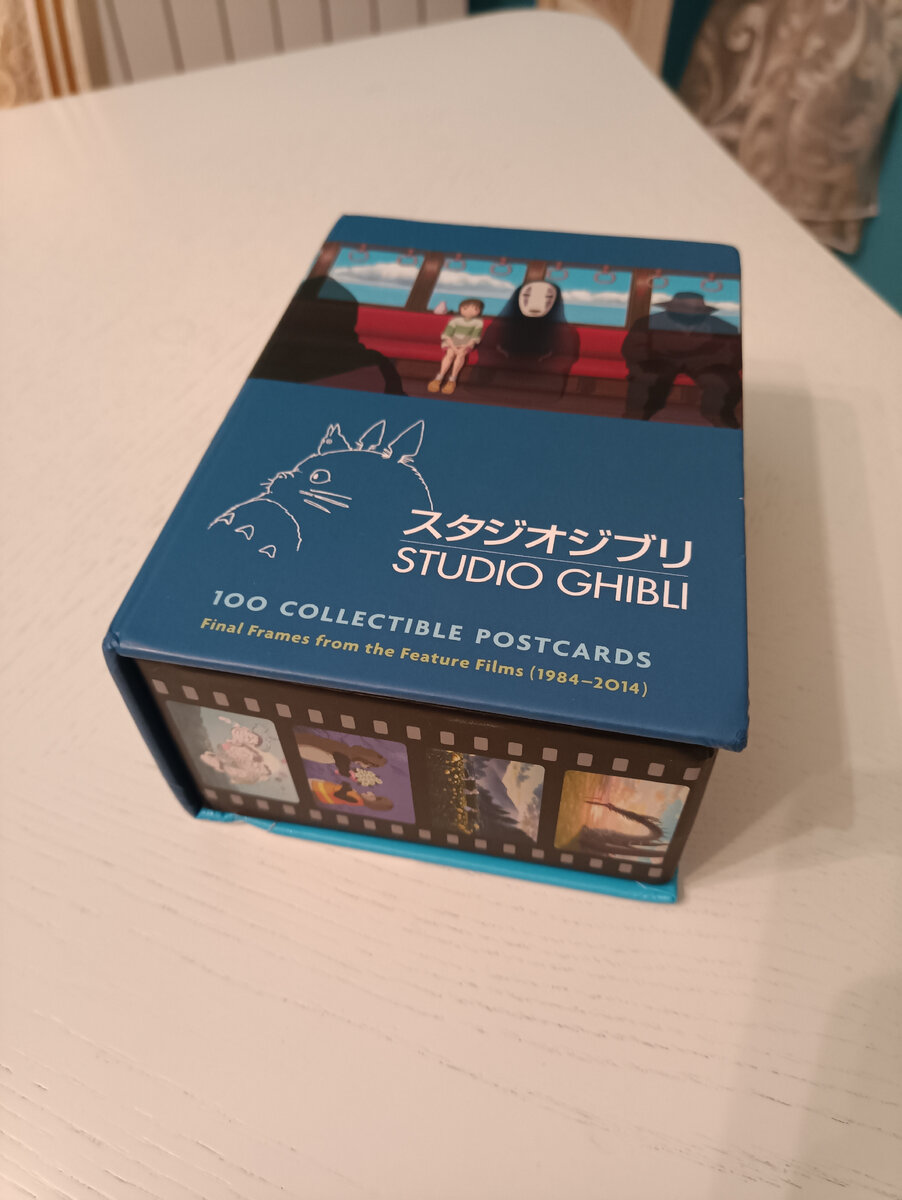 スタジオジブリ
STUDIO GHIBLI
100 COLLECTIBLE POSTCARDS
Final Frames from the Feature Films (1984–2014)